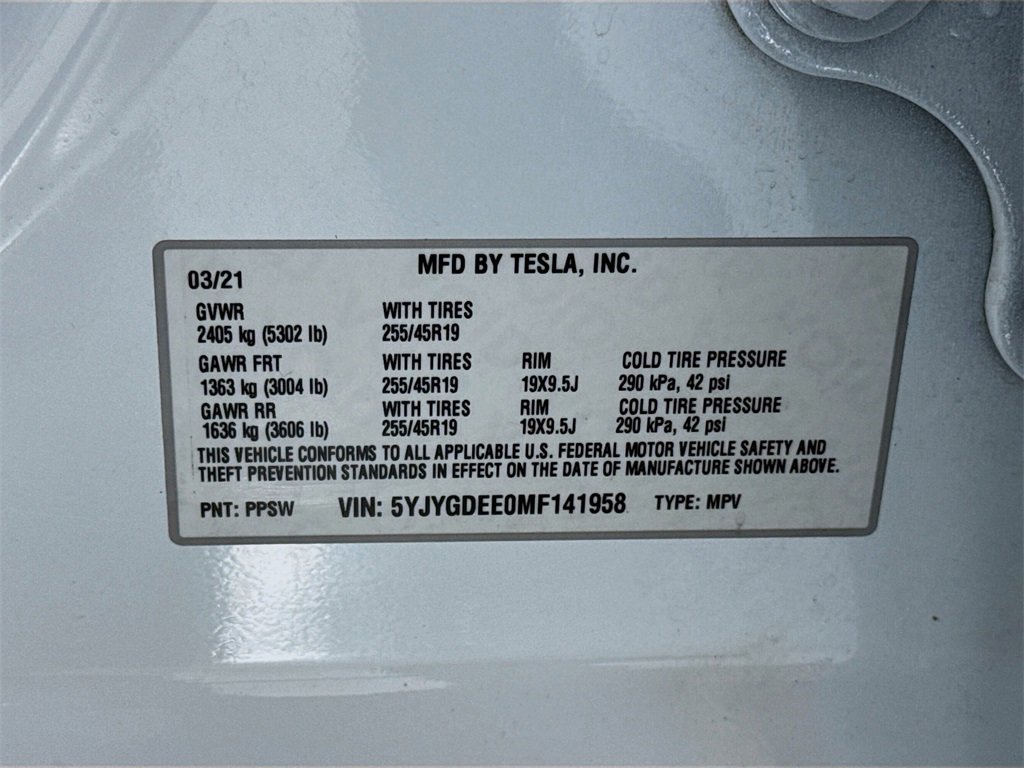 MFD BY TESLA, INC.
03/21
GVWR WITH TIRES
2405 kg (5302 lb) 255/45R19
GAWR FRT WITH TIRES RIM COLD TIRE PRESSURE
1363 kg (3004 lb) 255/45R19 19X9.5J 290 kPa, 42 psi
GAWR RR WITH TIRES RIM COLD TIRE PRESSURE
1636 kg (3606 lb) 255/45R19 19X9.5J 290 kPa, 42 psi
THIS VEHICLE CONFORMS TO ALL APPLICABLE U.S. FEDERAL MOTOR VEHICLE SAFETY AND
THEFT PREVENTION STANDARDS IN EFFECT ON THE DATE OF MANUFACTURE SHOWN ABOVE.
PNT: PPSW VIN: 5YJYGDEE0MF141958 TYPE: MPV